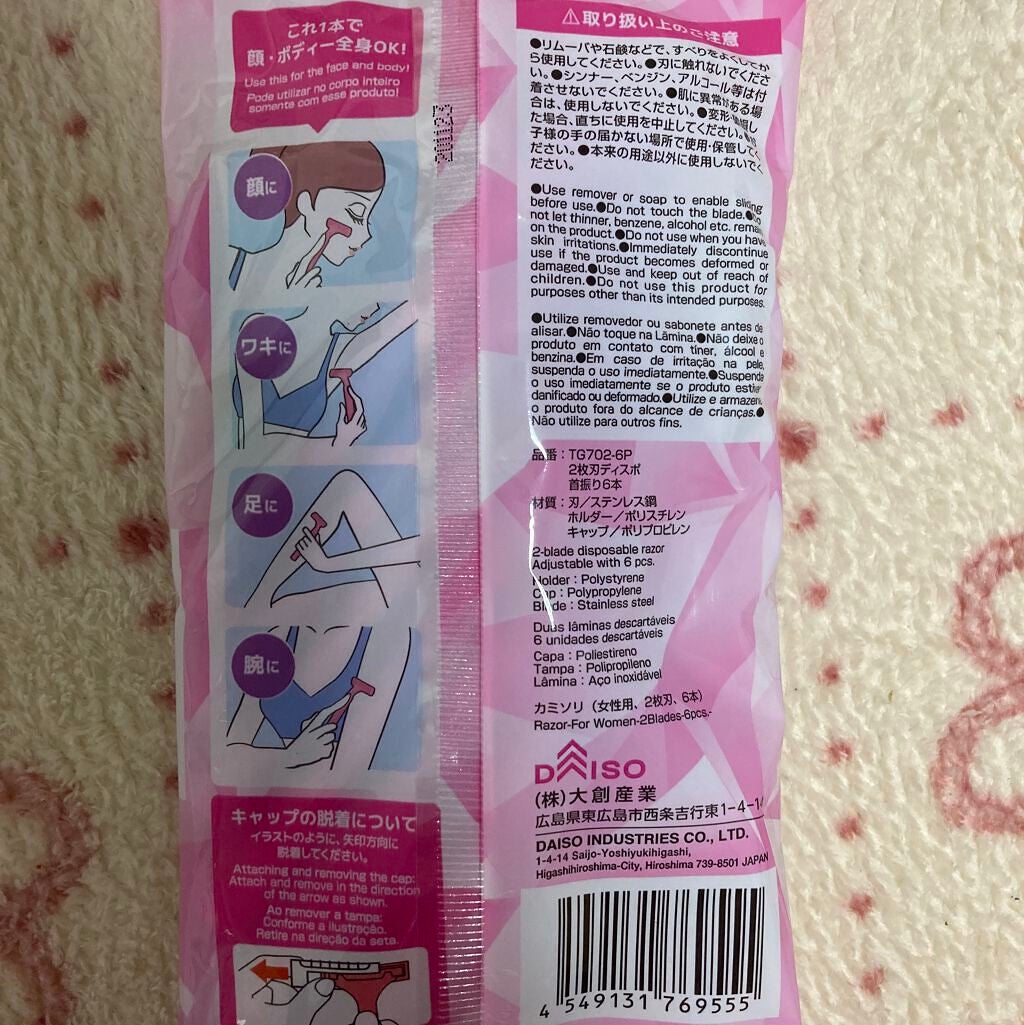 これ1本で
顔・ボディー全身OK!
Use this for the face and body!
Pode utilizar no corpo inteiro
somente com esse produto!
顔に
ワキに
足に
腕に
キャップの脱着について
イラストのように、矢印方向に
脱着してください。
Attaching and removing the cap:
Attach and remove in the direction
of the arrow as shown.
Ao remover a tampa:
Conforme a ilustração.
Retire na direção da seta.
⚠取り扱い上のご注意
●リムーバや石鹸などで、すべりをよくしてか
ら使用してください。●刃に触れないでくださ
い。●シンナー、ベンジン、アルコール等は付
着させないでください。●肌に異常がある場
合は、使用しないでください。●変形・破損し
た場合、直ちに使用を中止してください。●お
子様の手の届かない場所で使用・保管してく
ださい。●本来の用途以外に使用しないでく
ださい。
●Use remover or soap to enable sliding
before use.●Do not touch the blade.●Do
not let thinner, benzene, alcohol etc. remain
on the product.●Do not use when you have
skin irritations.●Immediately discontinue
use if the product becomes deformed or
damaged.●Use and keep out of reach of
children.●Do not use this product for
purposes other than its intended purposes.
●Utilize removedor ou sabonete antes de
alisar.●Não toque na Lâmina.●Não deixe o
produto em contato com tíner, álcool e
benzina.●Em caso de irritação na pele,
suspenda o uso imediatamente.●Suspenda
o uso imediatamente se o produto estiver
danificado ou deformado.●Utilize e armazene
o produto fora do alcance de crianças.●
Não utilize para outros fins.
品番：TG702-6P
2枚刃ディスポ
首振り6本
材質：刃／ステンレス鋼
ホルダー／ポリスチレン
キャップ／ポリプロピレン
2-blade disposable razor
Adjustable with 6 pcs.
Holder : Polystyrene
Cap : Polypropylene
Blade : Stainless steel
Duas lâminas descartáveis
6 unidades descartáveis
Capa : Poliestireno
Tampa : Polipropileno
Lâmina : Aço inoxidável
カミソリ（女性用、2枚刃、6本）
Razor-For Women-2Blades-6pcs.-
DAISO
(株)大創産業
広島県東広島市西条吉行東1-4-14
DAISO INDUSTRIES CO., LTD.
1-4-14 Saijo-Yoshiyukihigashi,
Higashihiroshima-City, Hiroshima 739-8501 JAPAN
4 549131 769555